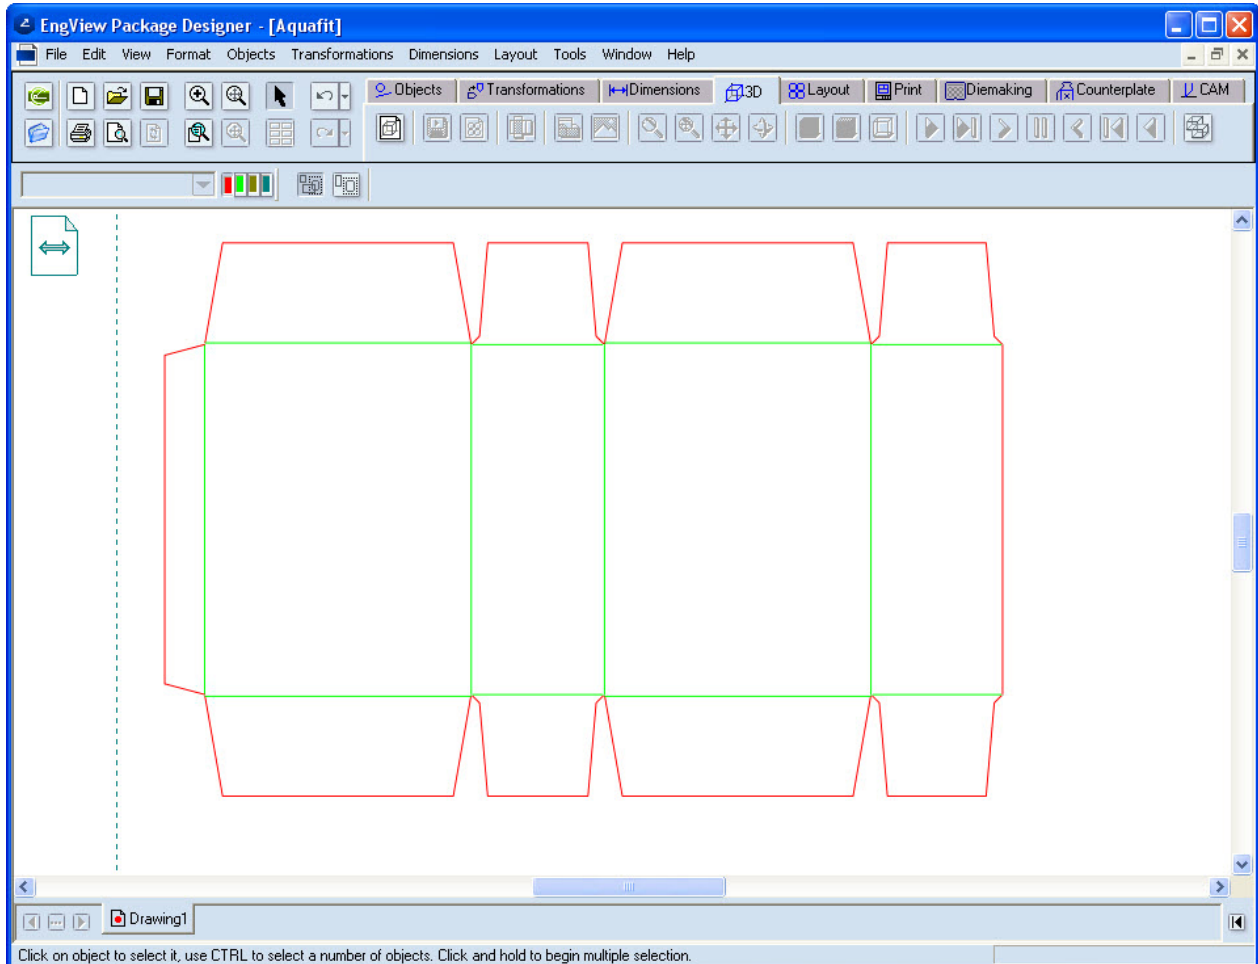 EngView Package Designer - [Aquafit]
File Edit View Format Objects Transformations Dimensions Layout Tools Window Help
Objects Transformations Dimensions 3D Layout Print Diemaking Counterplate CAM
Drawing1
Click on object to select it, use CTRL to select a number of objects. Click and hold to begin multiple selection.